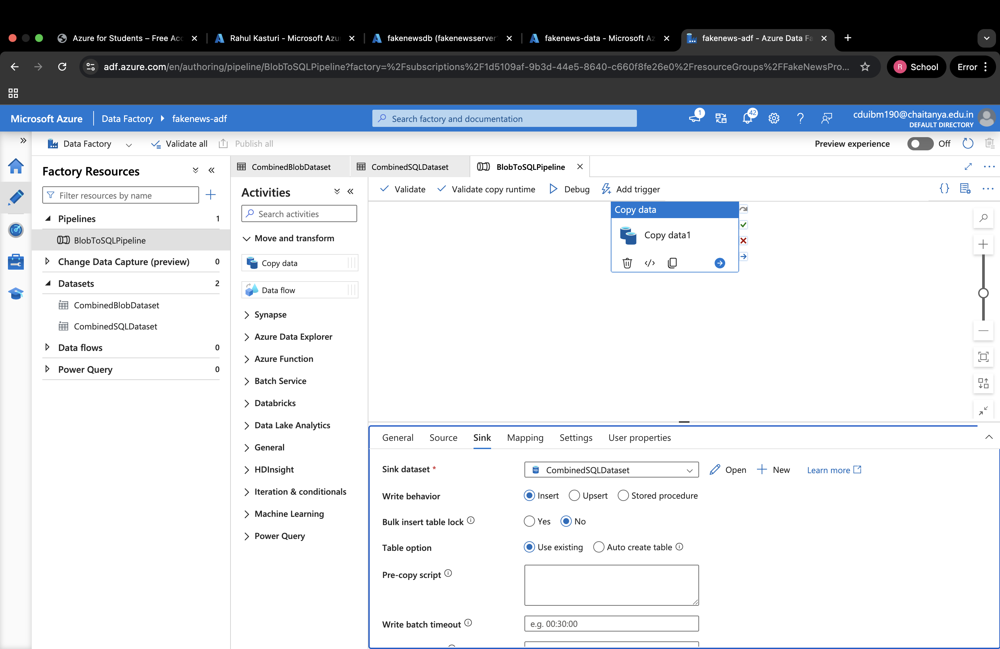 Azure for Students – Free Acc
Rahul Kasturi - Microsoft Azu
fakenewsdb (fakenewsserver
fakenews-data - Microsoft Az
fakenews-adf - Azure Data Fa
adf.azure.com/en/authoring/pipeline/BlobToSQLPipeline?factory=%2Fsubscriptions%2F1d5109af-9b3d-44e5-8640-c660f8fe26e0%2FresourceGroups%2FFakeNewsPro...
R School
Error
Microsoft Azure
Data Factory
fakenews-adf
Search factory and documentation
1
42
cduibm190@chaitanya.edu.in
DEFAULT DIRECTORY
Data Factory
Validate all
Publish all
Preview experience
Off
Factory Resources
Filter resources by name
Pipelines 1
BlobToSQLPipeline
Change Data Capture (preview) 0
Datasets 2
CombinedBlobDataset
CombinedSQLDataset
Data flows 0
Power Query 0
CombinedBlobDataset
CombinedSQLDataset
BlobToSQLPipeline
Activities
Search activities
Move and transform
Copy data
Data flow
Synapse
Azure Data Explorer
Azure Function
Batch Service
Databricks
Data Lake Analytics
General
HDInsight
Iteration & conditionals
Machine Learning
Power Query
Validate
Validate copy runtime
Debug
Add trigger
Copy data
Copy data1
General
Source
Sink
Mapping
Settings
User properties
Sink dataset *
SQL
CombinedSQLDataset
Open
New
Learn more
Write behavior
Insert
Upsert
Stored procedure
Bulk insert table lock
Yes
No
Table option
Use existing
Auto create table
Pre-copy script
Write batch timeout
e.g. 00:30:00